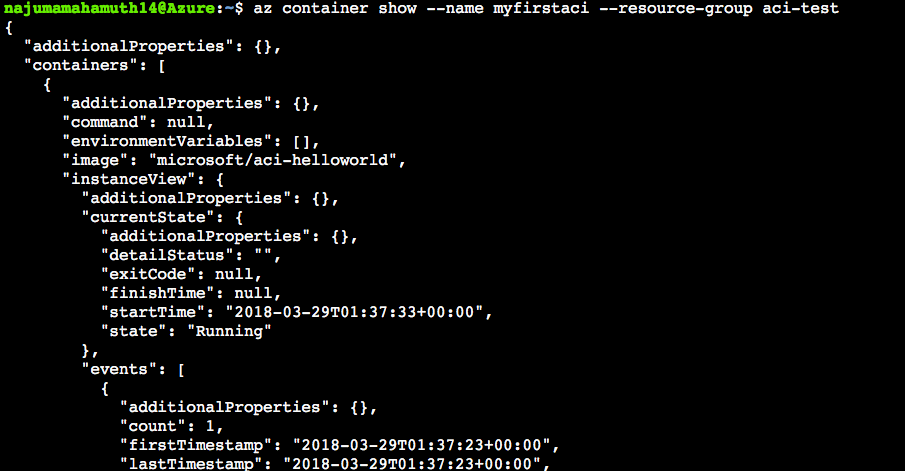 najumamahamuth14@Azure:~$ az container show --name myfirstaci --resource-group aci-test
{
  "additionalProperties": {},
  "containers": [
    {
      "additionalProperties": {},
      "command": null,
      "environmentVariables": [],
      "image": "microsoft/aci-helloworld",
      "instanceView": {
        "additionalProperties": {},
        "currentState": {
          "additionalProperties": {},
          "detailStatus": "",
          "exitCode": null,
          "finishTime": null,
          "startTime": "2018-03-29T01:37:33+00:00",
          "state": "Running"
        },
        "events": [
          {
            "additionalProperties": {},
            "count": 1,
            "firstTimestamp": "2018-03-29T01:37:23+00:00",
            "lastTimestamp": "2018-03-29T01:37:23+00:00",